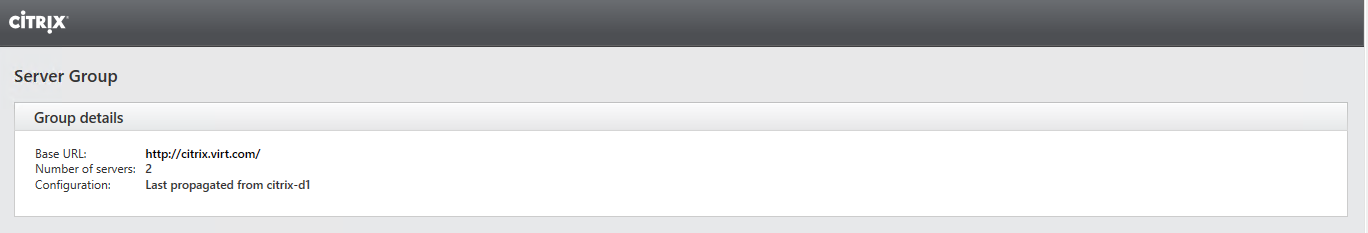 CITRIX
Server Group
Group details
Base URL: http://citrix.virt.com/
Number of servers: 2
Configuration: Last propagated from citrix-d1